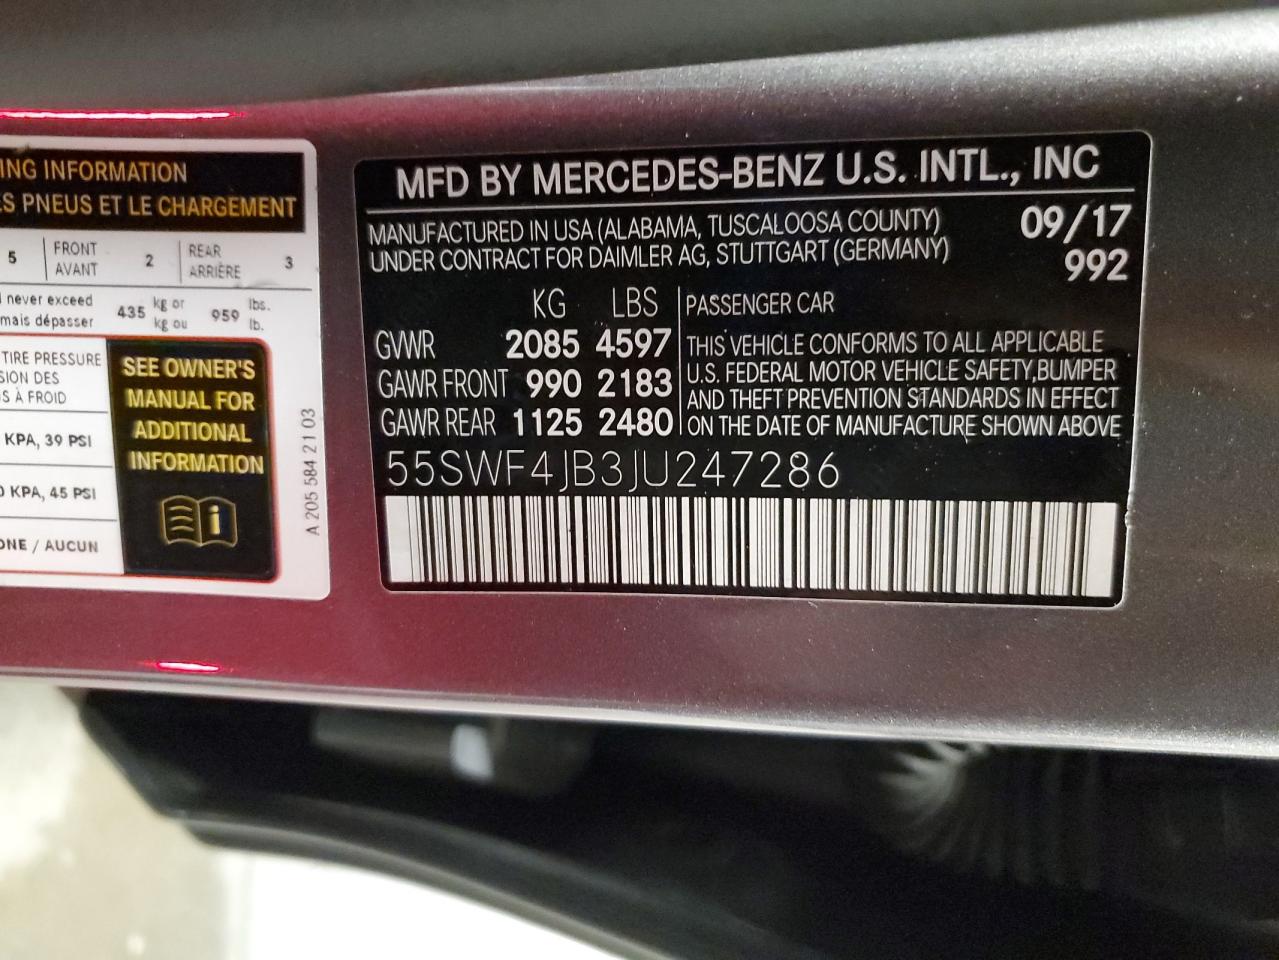 ING INFORMATION
S PNEUS ET LE CHARGEMENT
5 FRONT AVANT 2 REAR ARRIÈRE 3
never exceed
mais dépasser
435 kg or kg ou 959 lbs. lb.
TIRE PRESSURE
SION DES
À FROID
KPA, 39 PSI
KPA, 45 PSI
ONE / AUCUN
SEE OWNER'S
MANUAL FOR
ADDITIONAL
INFORMATION
i
A 205 584 21 03
MFD BY MERCEDES-BENZ U.S. INTL., INC
MANUFACTURED IN USA (ALABAMA, TUSCALOOSA COUNTY) 09/17
UNDER CONTRACT FOR DAIMLER AG, STUTTGART (GERMANY) 992
KG LBS
GVWR 2085 4597
GAWR FRONT 990 2183
GAWR REAR 1125 2480
PASSENGER CAR
THIS VEHICLE CONFORMS TO ALL APPLICABLE
U.S. FEDERAL MOTOR VEHICLE SAFETY,BUMPER
AND THEFT PREVENTION STANDARDS IN EFFECT
ON THE DATE OF MANUFACTURE SHOWN ABOVE
55SWF4JB3JU247286